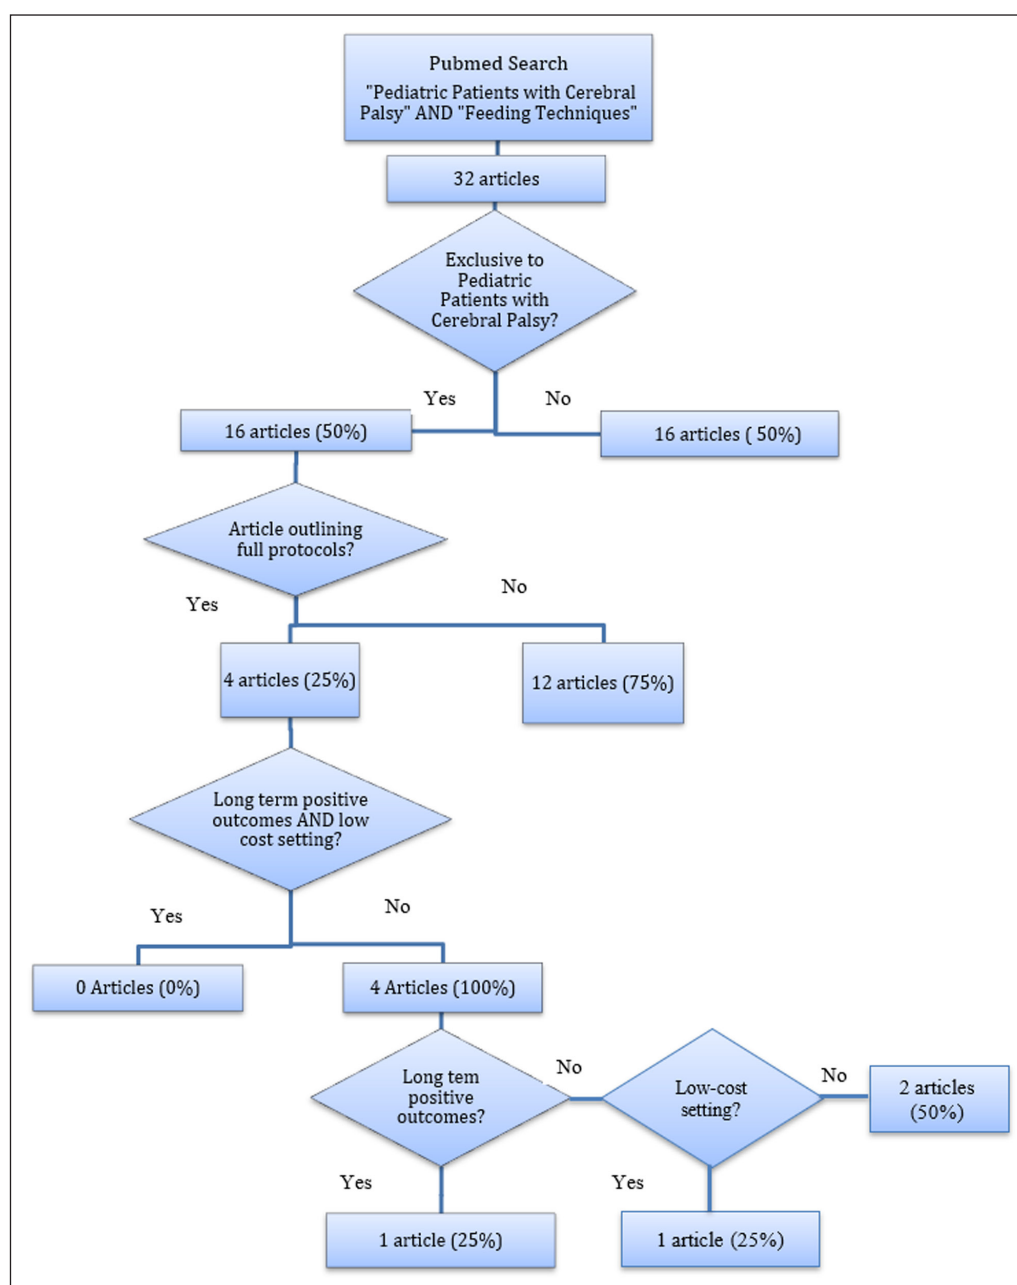 Pubmed Search
"Pediatric Patients with Cerebral
Palsy" AND "Feeding Techniques"
32 articles
Exclusive to
Pediatric
Patients with
Cerebral Palsy?
Yes
No
16 articles (50%)
16 articles ( 50%)
Article outlining
full protocols?
Yes
No
4 articles (25%)
12 articles (75%)
Long term positive
outcomes AND low
cost setting?
Yes
No
0 Articles (0%)
4 Articles (100%)
Long tem
positive
outcomes?
No
Low-cost
setting?
No
2 articles
(50%)
Yes
Yes
1 article (25%)
1 article (25%)